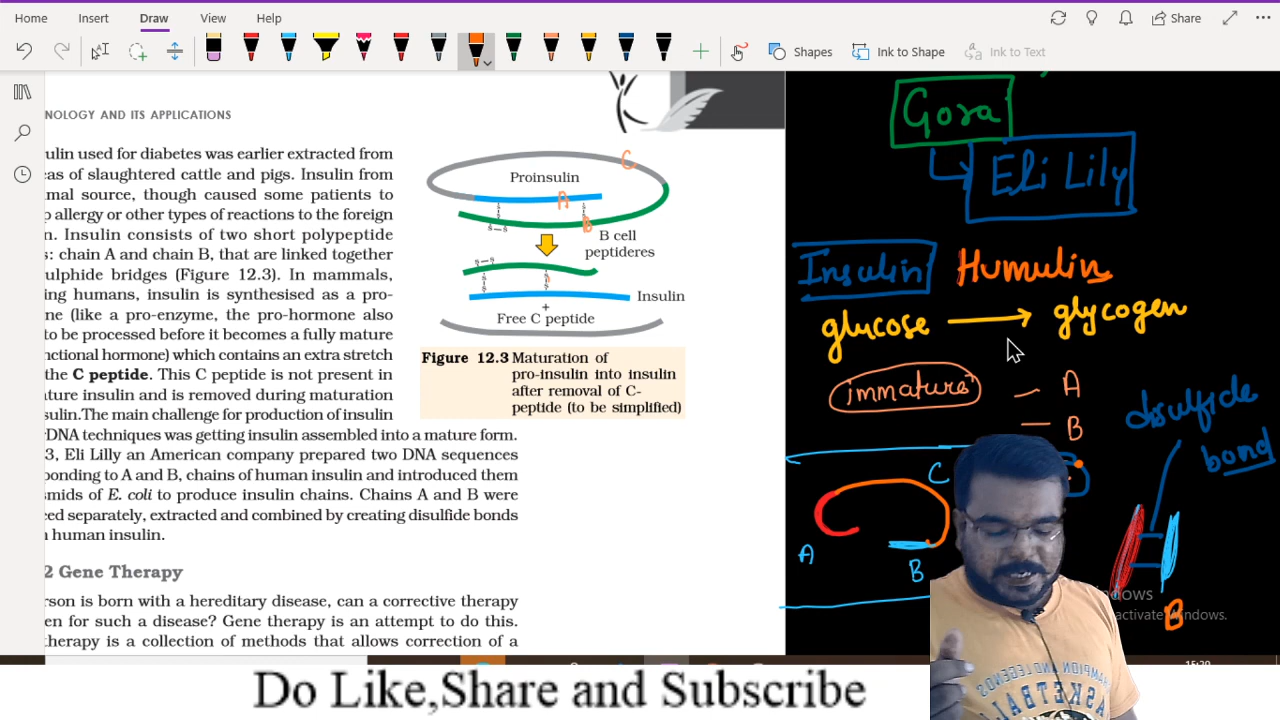 Home Insert Draw View Help
Share
Shapes Ink to Shape Ink to Text
NOLOGY AND ITS APPLICATIONS
ulin used for diabetes was earlier extracted from
eas of slaughtered cattle and pigs. Insulin from
mal source, though caused some patients to
p allergy or other types of reactions to the foreign
n. Insulin consists of two short polypeptide
s: chain A and chain B, that are linked together
ulphide bridges (Figure 12.3). In mammals,
ing humans, insulin is synthesised as a pro-
ne (like a pro-enzyme, the pro-hormone also
to be processed before it becomes a fully mature
nctional hormone) which contains an extra stretch
the C peptide. This C peptide is not present in
ature insulin and is removed during maturation
sulin.The main challenge for production of insulin
rDNA techniques was getting insulin assembled into a mature form.
3, Eli Lilly an American company prepared two DNA sequences
ponding to A and B, chains of human insulin and introduced them
smids of E. coli to produce insulin chains. Chains A and B were
ced separately, extracted and combined by creating disulfide bonds
n human insulin.
2 Gene Therapy
rson is born with a hereditary disease, can a corrective therapy
en for such a disease? Gene therapy is an attempt to do this.
therapy is a collection of methods that allows correction of a
C
Proinsulin
A
B
s–s
B cell
peptideres
s–s
Insulin
+
Free C peptide
Figure 12.3 Maturation of
pro-insulin into insulin
after removal of C-
peptide (to be simplified)
Gora
Eli Lily
Insulin Humulin
glucose → glycogen
immature – A
– B
disulfide
bond
C
A
B
B
ndows
activate Windows.
15:20
Do Like,Share and Subscribe